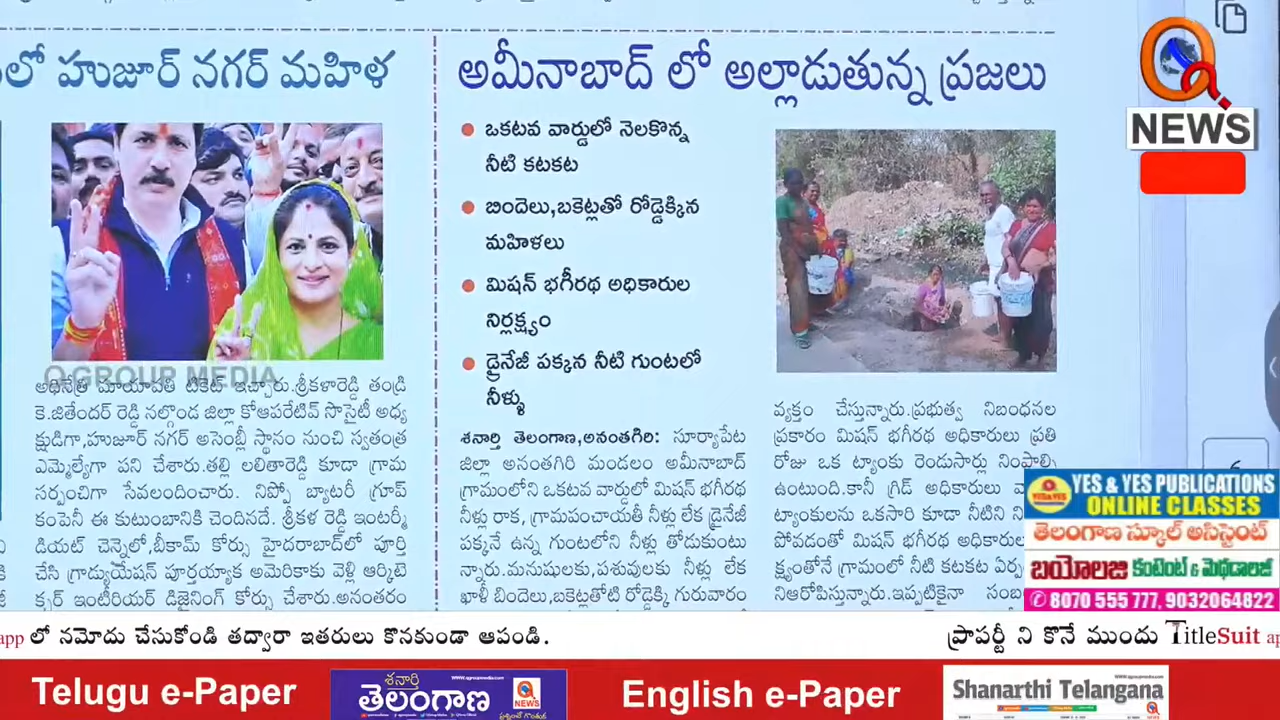 లో హుజూర్ నగర్ మహిళ
అధినేత్రి మాయావతి టికెట్ ఇచ్చారు.శ్రీకళారెడ్డి తండ్రి
కె.జితేందర్ రెడ్డి నల్గొండ జిల్లా కోఆపరేటివ్ సొసైటీ అధ్య
క్షుడిగా,హుజూర్ నగర్ అసెంబ్లీ స్థానం నుంచి స్వతంత్ర
ఎమ్మెల్యేగా పని చేశారు.తల్లి లలితారెడ్డి కూడా గ్రామ
సర్పంచిగా సేవలందించారు. నిప్పో బ్యాటరీ గ్రూప్
కంపెనీ ఈ కుటుంబానికి చెందినదే. శ్రీకళ రెడ్డి ఇంటర్మీ
డియట్ చెన్నైలో,బీకామ్ కోర్సు హైదరాబాద్‌లో పూర్తి
చేసి గ్రాడ్యుయేషన్ పూర్తయ్యాక అమెరికాకు వెళ్లి ఆర్కిటె
క్చర్ ఇంటీరియర్ డిజైనింగ్ కోర్సు చేశారు.అనంతరం
Q GROUP MEDIA
అమీనాబాద్ లో అల్లాడుతున్న ప్రజలు
ఒకటవ వార్డులో నెలకొన్న
నీటి కటకట
బిందెలు,బకెట్లతో రోడ్డెక్కిన
మహిళలు
మిషన్ భగీరథ అధికారుల
నిర్లక్ష్యం
డ్రైనేజీ పక్కన నీటి గుంటలో
నీళ్ళు
శనార్తి తెలంగాణ,అనంతగిరి: సూర్యాపేట
జిల్లా అనంతగిరి మండలం అమీనాబాద్
గ్రామంలోని ఒకటవ వార్డులో మిషన్ భగీరథ
నీళ్లు రాక, గ్రామపంచాయతీ నీళ్లు లేక డ్రైనేజీ
పక్కనే ఉన్న గుంటలోని నీళ్లు తోడుకుంటు
న్నారు.మనుషులకు,పశువులకు నీళ్లు లేక
ఖాళీ బిందెలు,బకెట్లతోటి రోడ్డెక్కి గురువారం
వ్యక్తం చేస్తున్నారు.ప్రభుత్వ నిబంధనల
ప్రకారం మిషన్ భగీరథ అధికారులు ప్రతి
రోజు ఒక ట్యాంకు రెండుసార్లు నింపాల్సి
ఉంటుంది.కానీ గ్రిడ్ అధికారులు
ట్యాంకులను ఒకసారి కూడా నీటిని
పోవడంతో మిషన్ భగీరథ అధికారుల
క్ష్యంతోనే గ్రామంలో నీటి కటకట
నిఆరోపిస్తున్నారు.ఇప్పటికైనా
Q
NEWS
YES & YES PUBLICATIONS
ONLINE CLASSES
తెలంగాణ స్కూల్ అసిస్టెంట్
బయోలజి కంటెంట్ & మెథడాలజీ
8070 555 777, 9032064822
app లో నమోదు చేసుకోండి తద్వారా ఇతరులు కొనకుండా ఆపండి.
ప్రాపర్టీ ని కొనే ముందు TitleSuit ap
Telugu e-Paper
శనార్తి
తెలంగాణ
NEWS
English e-Paper
Shanarthi Telangana